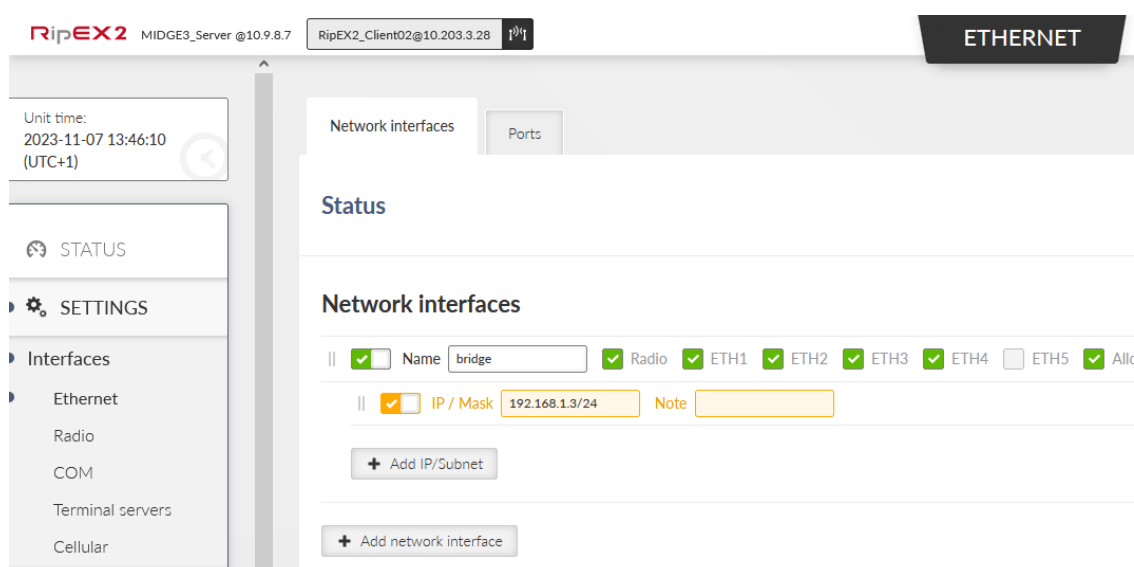 RipEX2 MIDGE3_Server @10.9.8.7 RipEX2_Client02@10.203.3.28 ETHERNET
Unit time:
2023-11-07 13:46:10
(UTC+1)
Network interfaces Ports
Status
STATUS
SETTINGS
Network interfaces
Interfaces
Name bridge Radio ETH1 ETH2 ETH3 ETH4 ETH5 Allo
Ethernet
IP / Mask 192.168.1.3/24 Note
Radio
COM
Add IP/Subnet
Terminal servers
Cellular
Add network interface